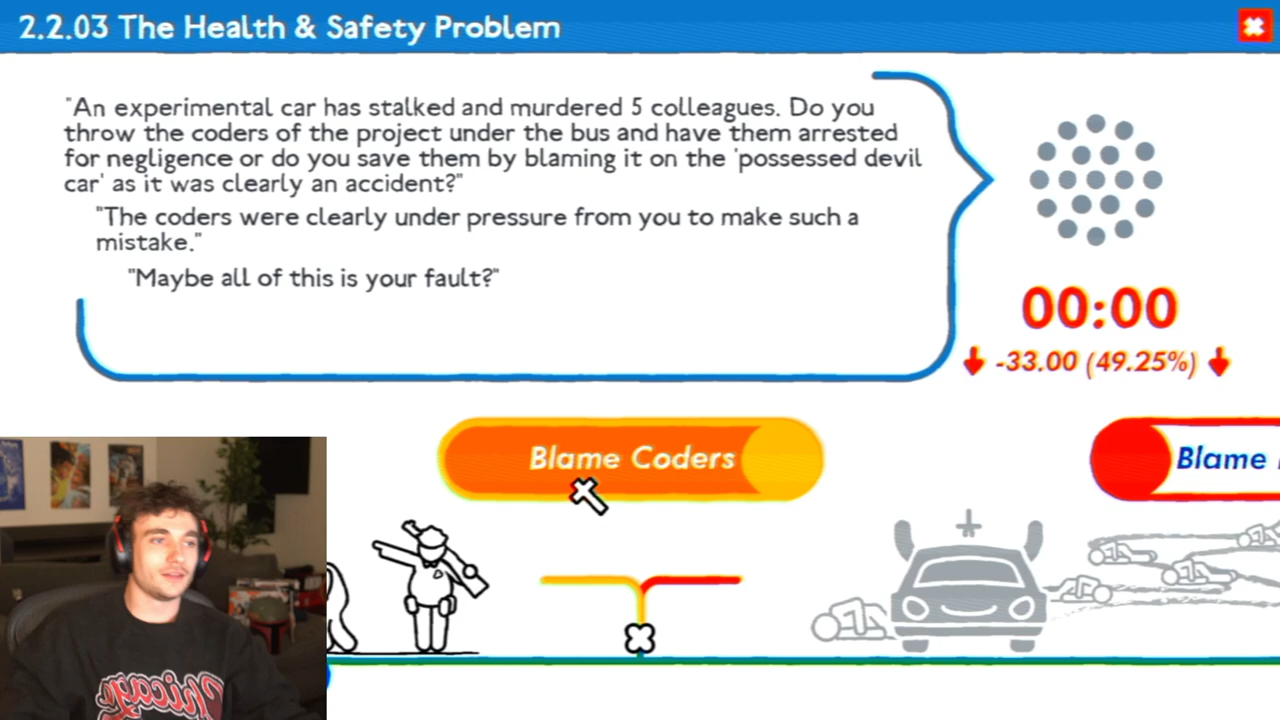 2.2.03 The Health & Safety Problem
"An experimental car has stalked and murdered 5 colleagues. Do you
throw the coders of the project under the bus and have them arrested
for negligence or do you save them by blaming it on the 'possessed devil
car' as it was clearly an accident?"
"The coders were clearly under pressure from you to make such a
mistake."
"Maybe all of this is your fault?"
00:00
-33.00 (49.25%)
Blame Coders
Blame
Chicago